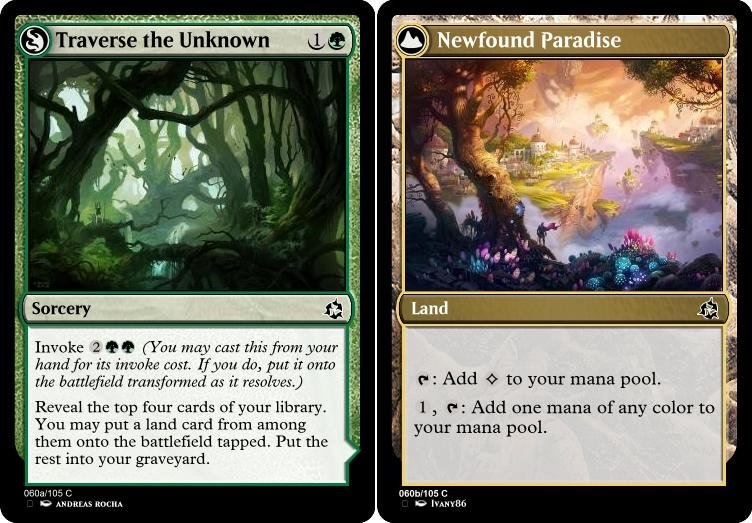 Traverse the Unknown 1
Sorcery
Invoke 2 (You may cast this from your
hand for its invoke cost. If you do, put it onto
the battlefield transformed as it resolves.)
Reveal the top four cards of your library.
You may put a land card from among
them onto the battlefield tapped. Put the
rest into your graveyard.
060a/105 C
ANDREAS ROCHA
Newfound Paradise
Land
: Add to your mana pool.
1 , : Add one mana of any color to
your mana pool.
060b/105 C
IVANY86